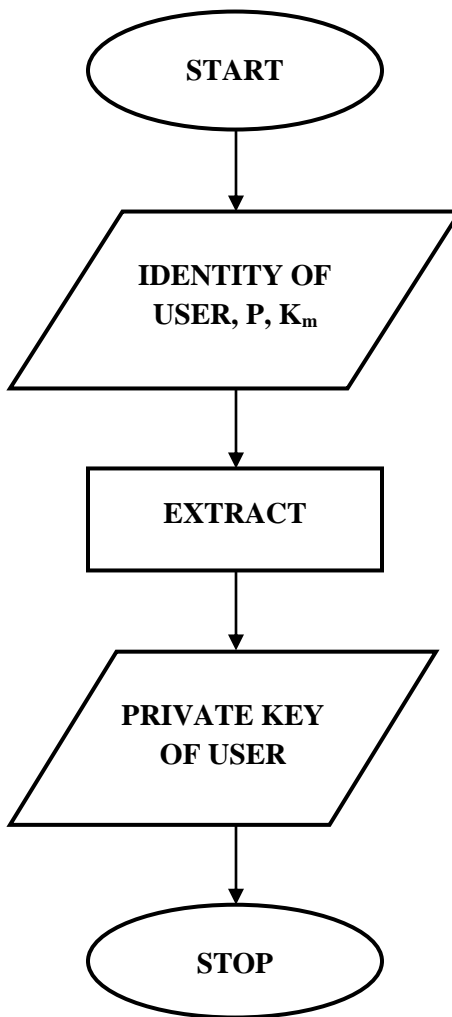 START
IDENTITY OF
USER, P, Kₘ
EXTRACT
PRIVATE KEY
OF USER
STOP